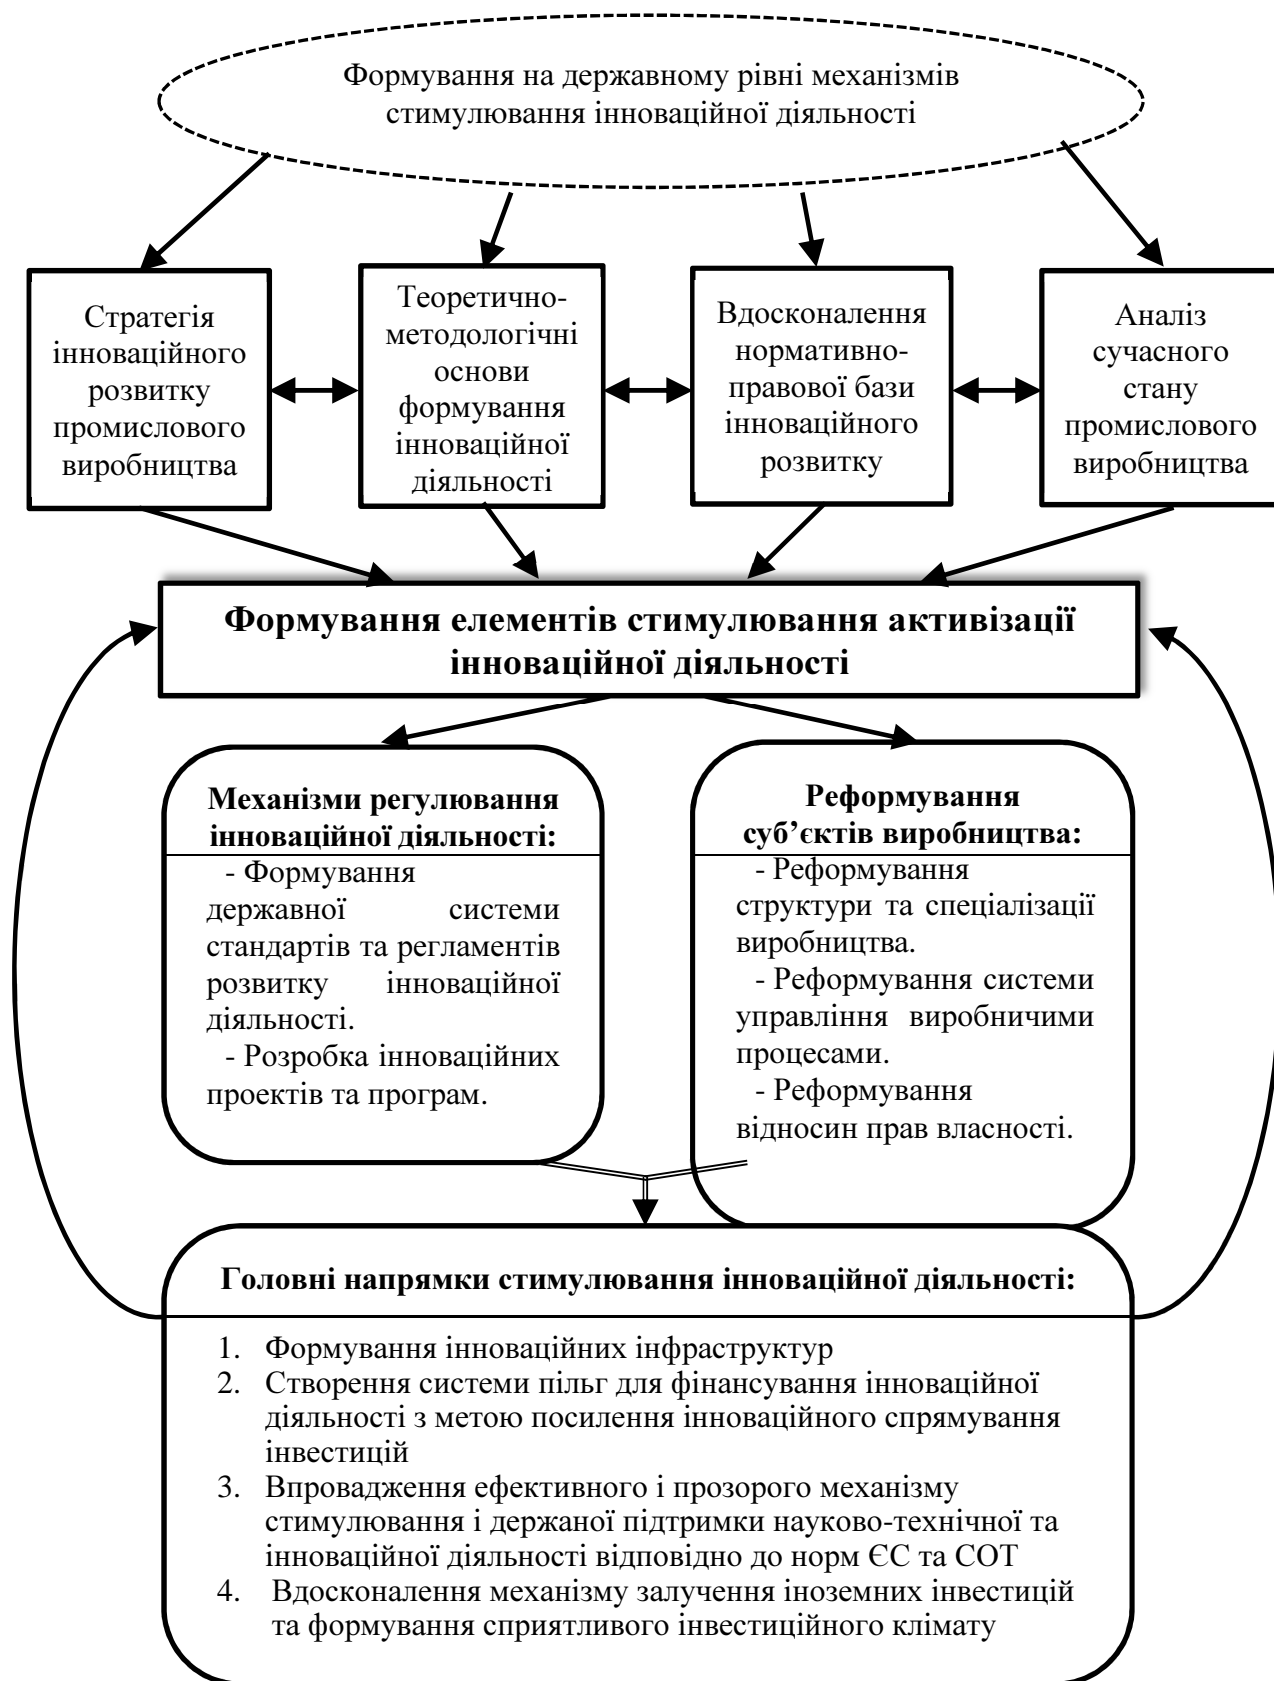 Формування на державному рівні механізмів
стимулювання інноваційної діяльності
Стратегія
інноваційного
розвитку
промислового
виробництва
Теоретично-
методологічні
основи
формування
інноваційної
діяльності
Вдосконалення
нормативно-
правової бази
інноваційного
розвитку
Аналіз
сучасного
стану
промислового
виробництва
Формування елементів стимулювання активізації
інноваційної діяльності
Механізми регулювання
інноваційної діяльності:
- Формування
державної системи
стандартів та регламентів
розвитку інноваційної
діяльності.
- Розробка інноваційних
проектів та програм.
Реформування
суб’єктів виробництва:
- Реформування
структури та спеціалізації
виробництва.
- Реформування системи
управління виробничими
процесами.
- Реформування
відносин прав власності.
Головні напрямки стимулювання інноваційної діяльності:
1. Формування інноваційних інфраструктур
2. Створення системи пільг для фінансування інноваційної
діяльності з метою посилення інноваційного спрямування
інвестицій
3. Впровадження ефективного і прозорого механізму
стимулювання і держаної підтримки науково-технічної та
інноваційної діяльності відповідно до норм ЄС та СОТ
4. Вдосконалення механізму залучення іноземних інвестицій
та формування сприятливого інвестиційного клімату